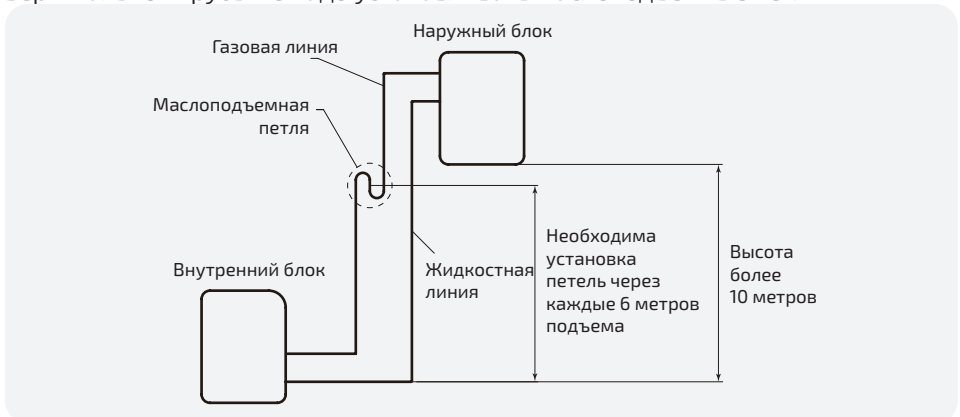 Наружный блок
Газовая линия
Маслоподъемная
петля
Необходима
установка
петель через
каждые 6 метров
подъема
Высота
более
10 метров
Внутренний блок
Жидкостная
линия